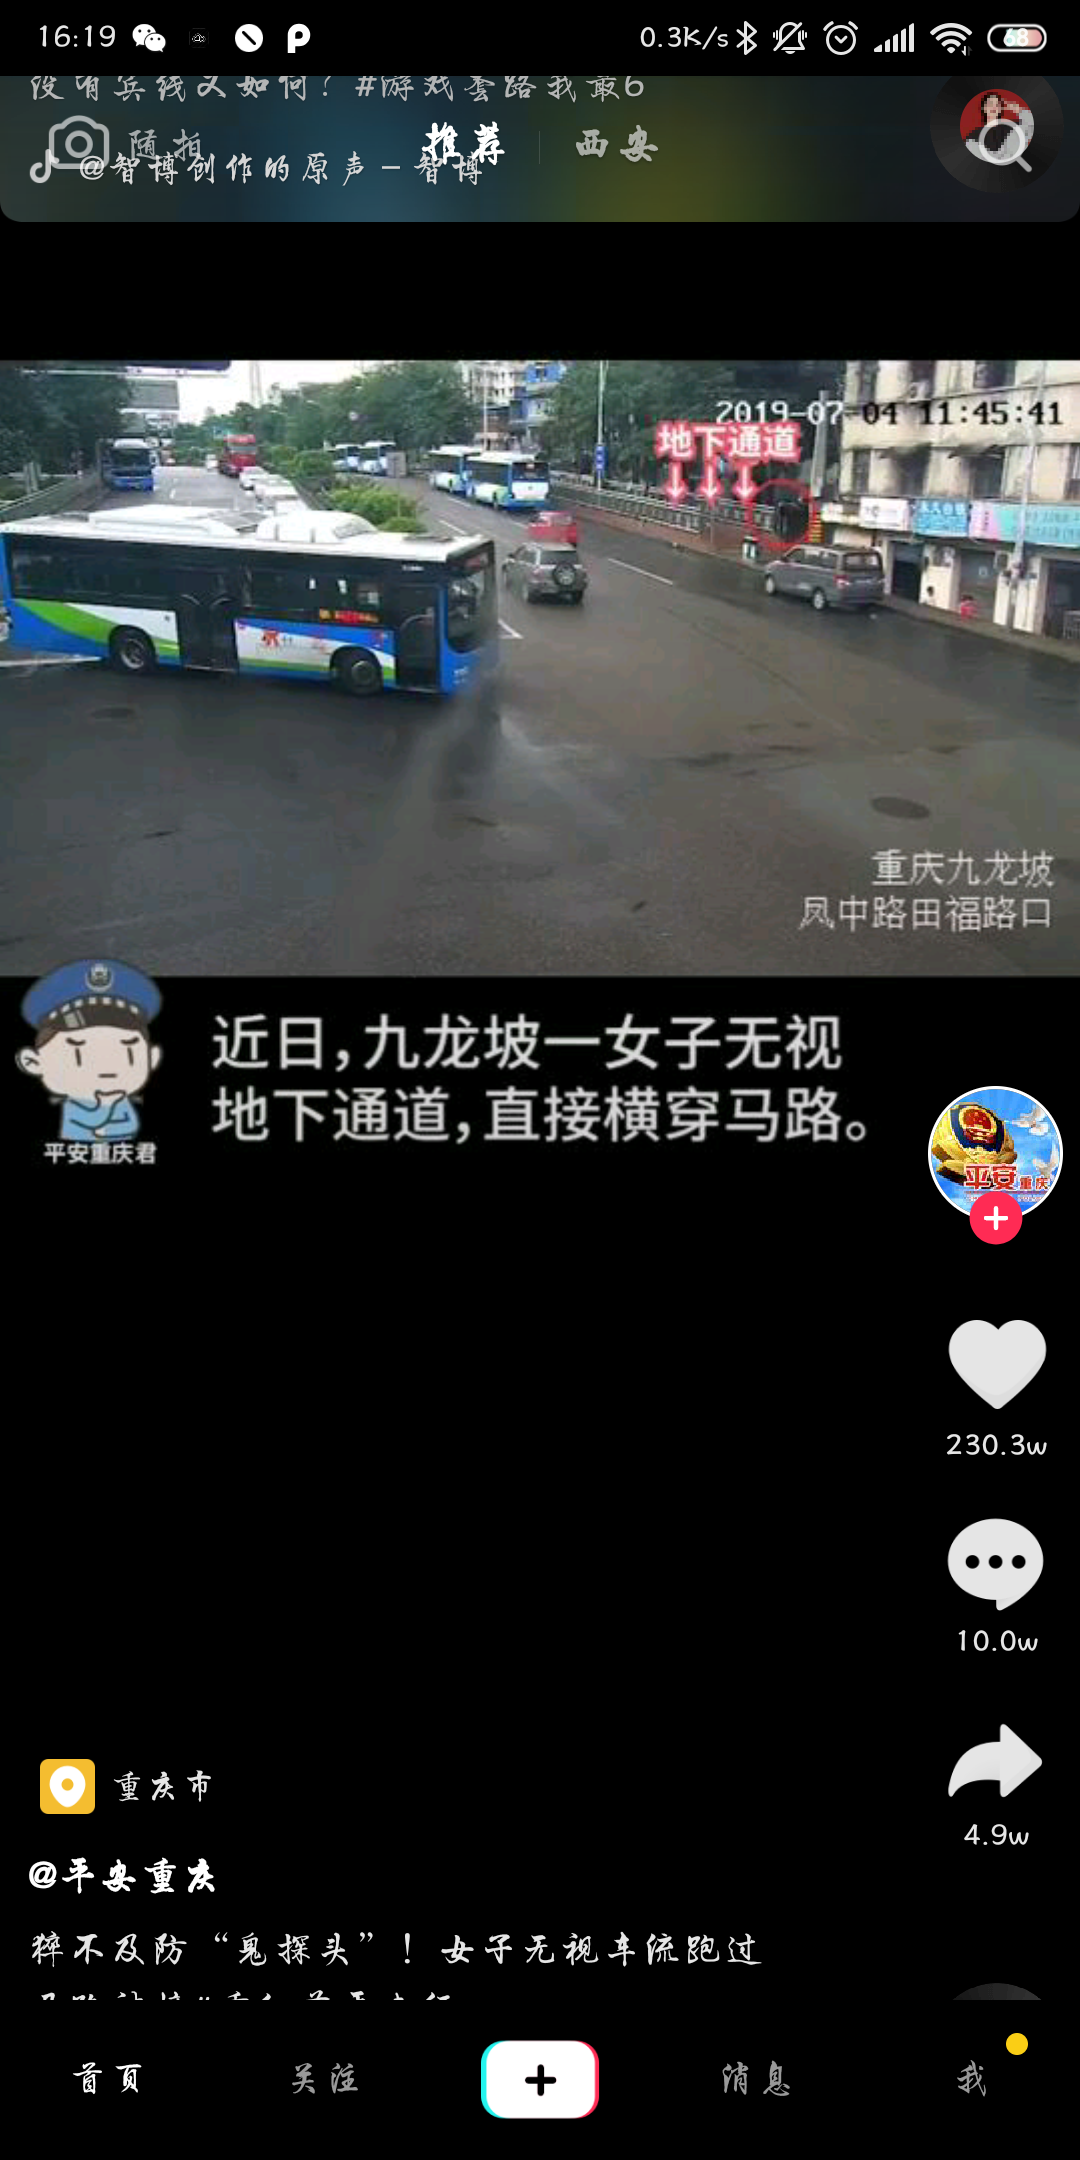 16:19
0.3K/s
68
没有兵线又如何？#游戏套路我最6
随拍
推荐
西安
@智博创作的原声 - 智博
2019-07-04 11:45:41
地下通道
重庆九龙坡
凤中路田福路口
近日，九龙坡一女子无视
地下通道，直接横穿马路。
平安重庆君
平安重庆
230.3w
10.0w
4.9w
重庆市
@平安重庆
猝不及防“鬼探头”！女子无视车流跑过
首页
关注
消息
我